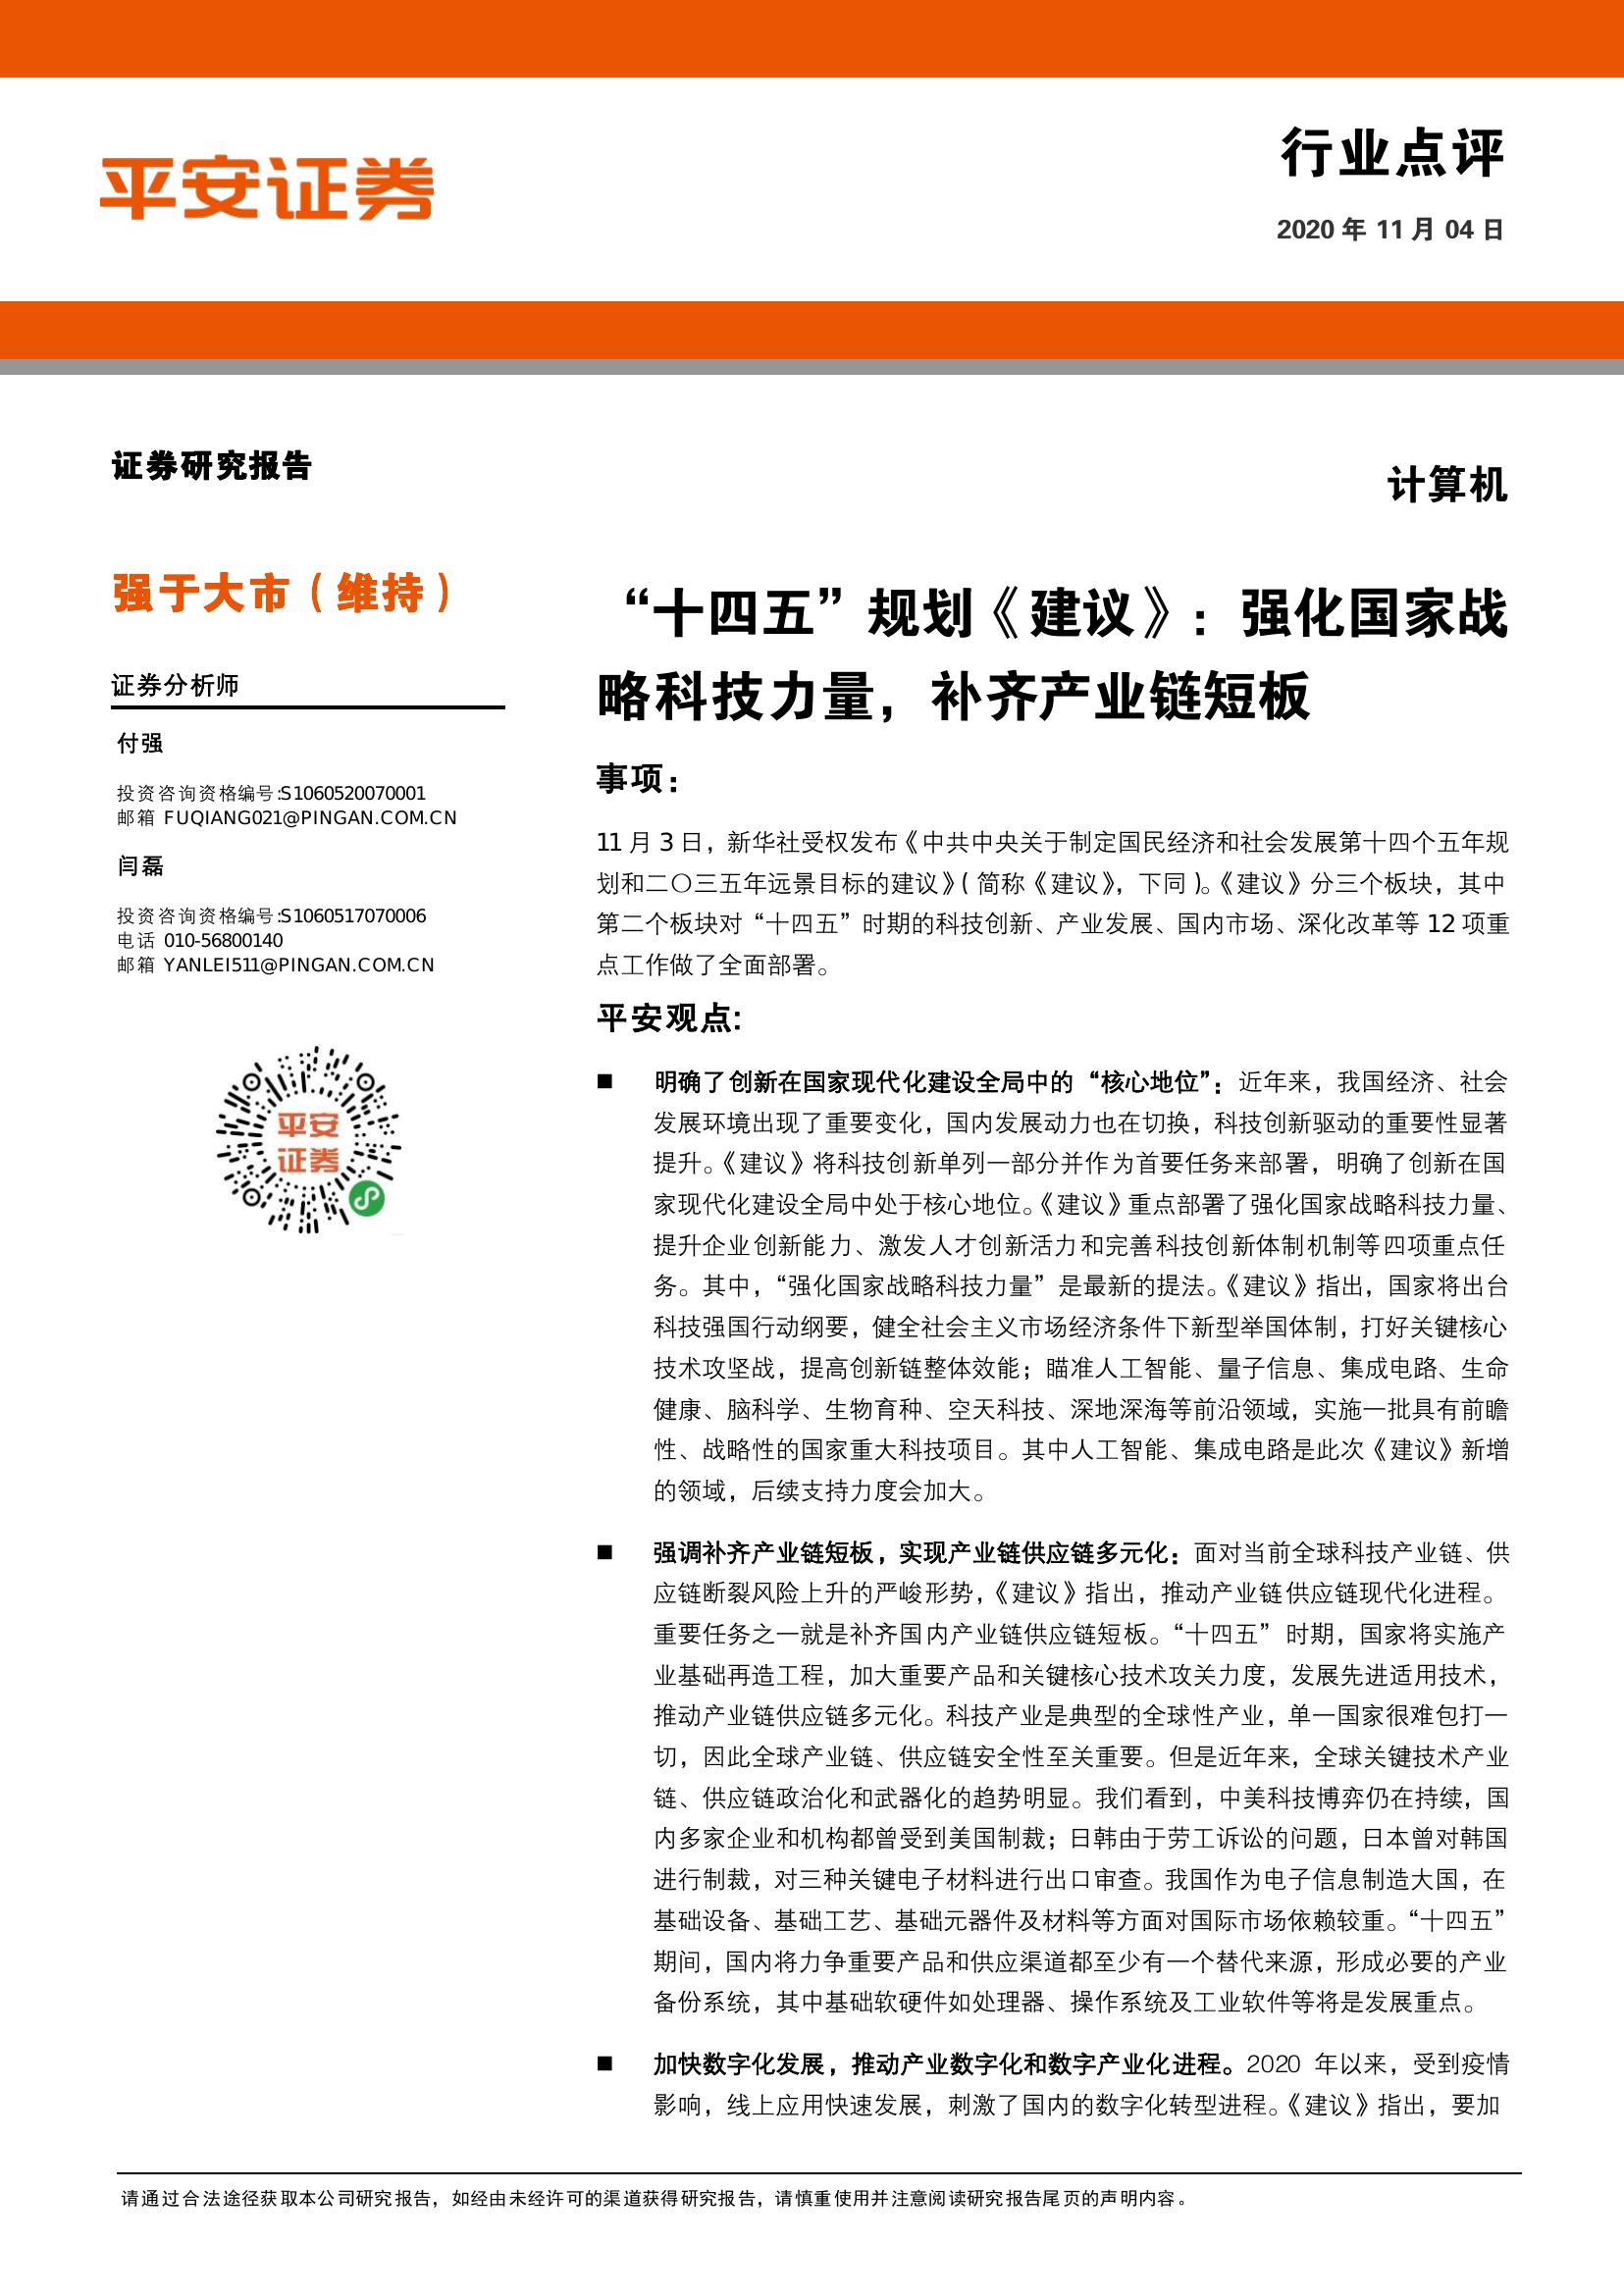 平安证券
行业点评
2020 年 11 月 04 日
证券研究报告
计算机
强于大市（维持）
证券分析师
付强
投资咨询资格编号:S1060520070001
邮箱 FUQIANG021@PINGAN.COM.CN
闫磊
投资咨询资格编号:S1060517070006
电话 010-56800140
邮箱 YANLEI511@PINGAN.COM.CN
平安
证券
“十四五”规划《建议》：强化国家战
略科技力量，补齐产业链短板
事项：
11 月 3 日，新华社受权发布《中共中央关于制定国民经济和社会发展第十四个五年规
划和二〇三五年远景目标的建议》（简称《建议》，下同）。《建议》分三个板块，其中
第二个板块对“十四五”时期的科技创新、产业发展、国内市场、深化改革等 12 项重
点工作做了全面部署。
平安观点:
■ 明确了创新在国家现代化建设全局中的“核心地位”：近年来，我国经济、社会
发展环境出现了重要变化，国内发展动力也在切换，科技创新驱动的重要性显著
提升。《建议》将科技创新单列一部分并作为首要任务来部署，明确了创新在国
家现代化建设全局中处于核心地位。《建议》重点部署了强化国家战略科技力量、
提升企业创新能力、激发人才创新活力和完善科技创新体制机制等四项重点任
务。其中，“强化国家战略科技力量”是最新的提法。《建议》指出，国家将出台
科技强国行动纲要，健全社会主义市场经济条件下新型举国体制，打好关键核心
技术攻坚战，提高创新链整体效能；瞄准人工智能、量子信息、集成电路、生命
健康、脑科学、生物育种、空天科技、深地深海等前沿领域，实施一批具有前瞻
性、战略性的国家重大科技项目。其中人工智能、集成电路是此次《建议》新增
的领域，后续支持力度会加大。
■ 强调补齐产业链短板，实现产业链供应链多元化：面对当前全球科技产业链、供
应链断裂风险上升的严峻形势，《建议》指出，推动产业链供应链现代化进程。
重要任务之一就是补齐国内产业链供应链短板。“十四五”时期，国家将实施产
业基础再造工程，加大重要产品和关键核心技术攻关力度，发展先进适用技术，
推动产业链供应链多元化。科技产业是典型的全球性产业，单一国家很难包打一
切，因此全球产业链、供应链安全性至关重要。但是近年来，全球关键技术产业
链、供应链政治化和武器化的趋势明显。我们看到，中美科技博弈仍在持续，国
内多家企业和机构都曾受到美国制裁；日韩由于劳工诉讼的问题，日本曾对韩国
进行制裁，对三种关键电子材料进行出口审查。我国作为电子信息制造大国，在
基础设备、基础工艺、基础元器件及材料等方面对国际市场依赖较重。“十四五”
期间，国内将力争重要产品和供应渠道都至少有一个替代来源，形成必要的产业
备份系统，其中基础软硬件如处理器、操作系统及工业软件等将是发展重点。
■ 加快数字化发展，推动产业数字化和数字产业化进程。2020 年以来，受到疫情
影响，线上应用快速发展，刺激了国内的数字化转型进程。《建议》指出，要加
请通过合法途径获取本公司研究报告，如经由未经许可的渠道获得研究报告，请慎重使用并注意阅读研究报告尾页的声明内容。